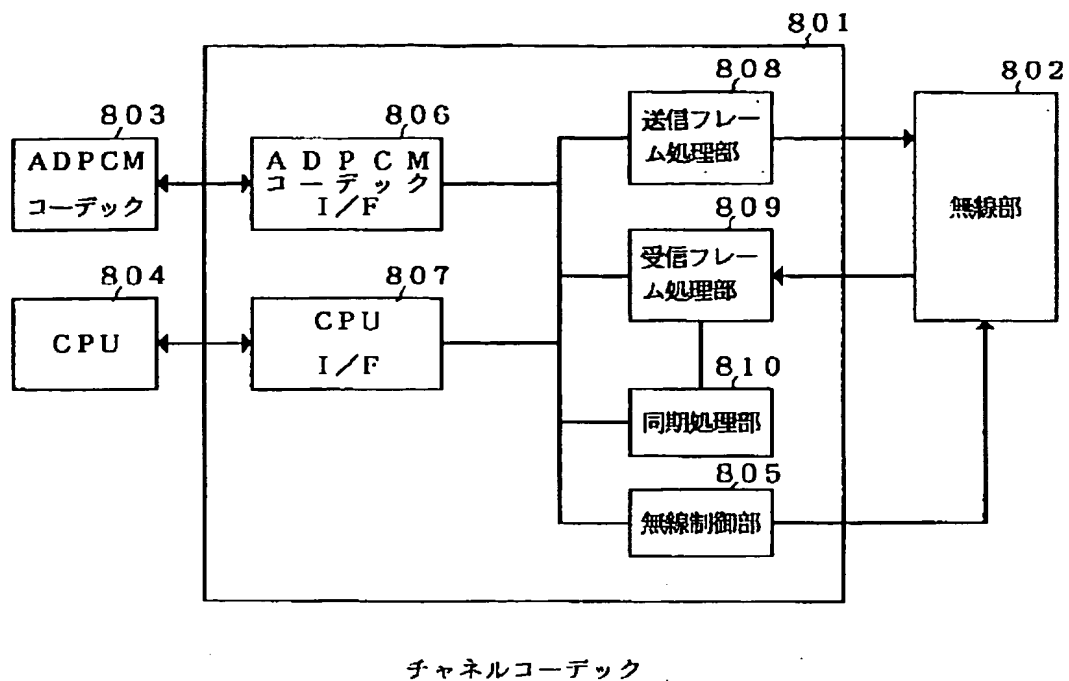 801
803
ADPCM
コーデック
804
CPU
806
ADPCM
コーデック
I/F
807
CPU
I/F
808
送信フレー
ム処理部
809
受信フレー
ム処理部
810
同期処理部
805
無線制御部
802
無線部
チャネルコーデック